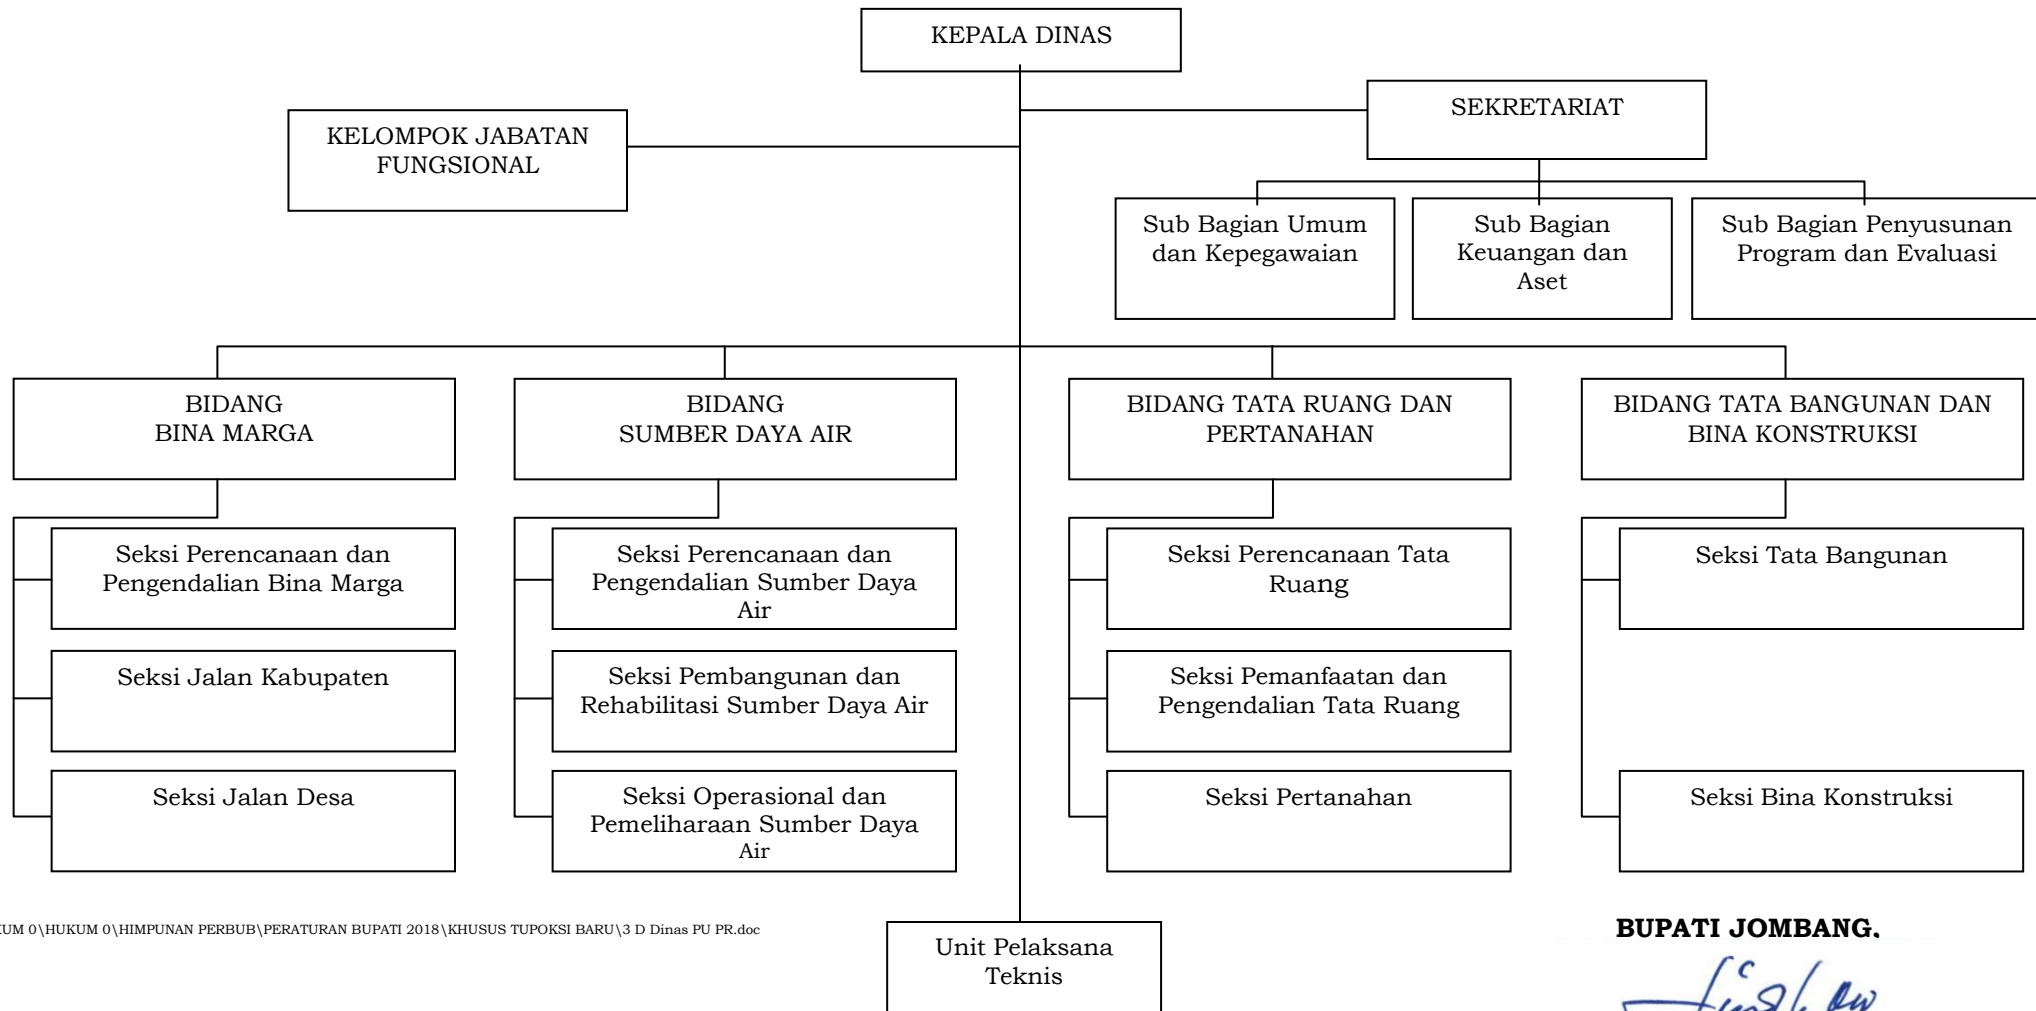 KEPALA DINAS
SEKRETARIAT
KELOMPOK JABATAN
FUNGSIONAL
Sub Bagian Umum
dan Kepegawaian
Sub Bagian
Keuangan dan
Aset
Sub Bagian Penyusunan
Program dan Evaluasi
BIDANG
BINA MARGA
BIDANG
SUMBER DAYA AIR
BIDANG TATA RUANG DAN
PERTANAHAN
BIDANG TATA BANGUNAN DAN
BINA KONSTRUKSI
Seksi Perencanaan dan
Pengendalian Bina Marga
Seksi Perencanaan dan
Pengendalian Sumber Daya
Air
Seksi Perencanaan Tata
Ruang
Seksi Tata Bangunan
Seksi Jalan Kabupaten
Seksi Pembangunan dan
Rehabilitasi Sumber Daya Air
Seksi Pemanfaatan dan
Pengendalian Tata Ruang
Seksi Jalan Desa
Seksi Operasional dan
Pemeliharaan Sumber Daya
Air
Seksi Pertanahan
Seksi Bina Konstruksi
KUM 0\HUKUM 0\HIMPUNAN PERBUB\PERATURAN BUPATI 2018\KHUSUS TUPOKSI BARU\3 D Dinas PU PR.doc
Unit Pelaksana
Teknis
BUPATI JOMBANG,